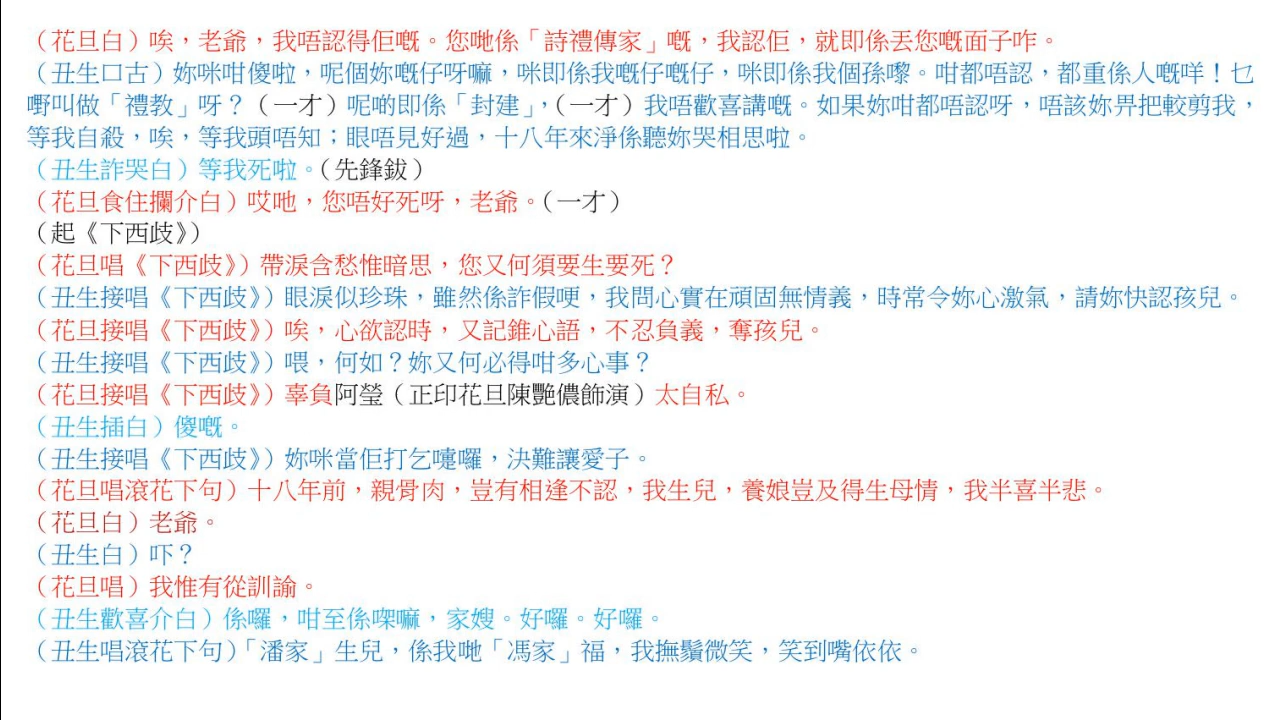 （花旦白）唉，老爺，我唔認得佢嘅。您哋係「詩禮傳家」嘅，我認佢，就即係丟您嘅面子咋。
（丑生口古）妳咪咁傻啦，呢個妳嘅仔呀嘛，咪即係我嘅仔嘅仔，咪即係我個孫嚟。咁都唔認，都重係人嘅咩！乜
嘢叫做「禮教」呀？（一才）呢啲即係「封建」，（一才）我唔歡喜講嘅。如果妳咁都唔認呀，唔該妳畀把較剪我，
等我自殺，唉，等我頭唔知；眼唔見好過，十八年來淨係聽妳哭相思啦。
（丑生詐哭白）等我死啦。（先鋒鈸）
（花旦食住攔介白）哎吔，您唔好死呀，老爺。（一才）
（起《下西歧》）
（花旦唱《下西歧》）帶淚含愁惟暗思，您又何須要生要死？
（丑生接唱《下西歧》）眼淚似珍珠，雖然係詐假哽，我問心實在頑固無情義，時常令妳心激氣，請妳快認孩兒。
（花旦接唱《下西歧》）唉，心欲認時，又記錐心語，不忍負義，奪孩兒。
（丑生接唱《下西歧》）喂，何如？妳又何必得咁多心事？
（花旦接唱《下西歧》）辜負阿瑩（正印花旦陳艷儂飾演）太自私。
（丑生插白）傻嘅。
（丑生接唱《下西歧》）妳咪當佢打乞嚏囉，決難讓愛子。
（花旦唱滾花下句）十八年前，親骨肉，豈有相逢不認，我生兒，養娘豈及得生母情，我半喜半悲。
（花旦白）老爺。
（丑生白）吓？
（花旦唱）我惟有從訓諭。
（丑生歡喜介白）係囉，咁至係㗎嘛，家嫂。好囉。好囉。
（丑生唱滾花下句）「潘家」生兒，係我哋「馮家」福，我撫鬚微笑，笑到嘴依依。